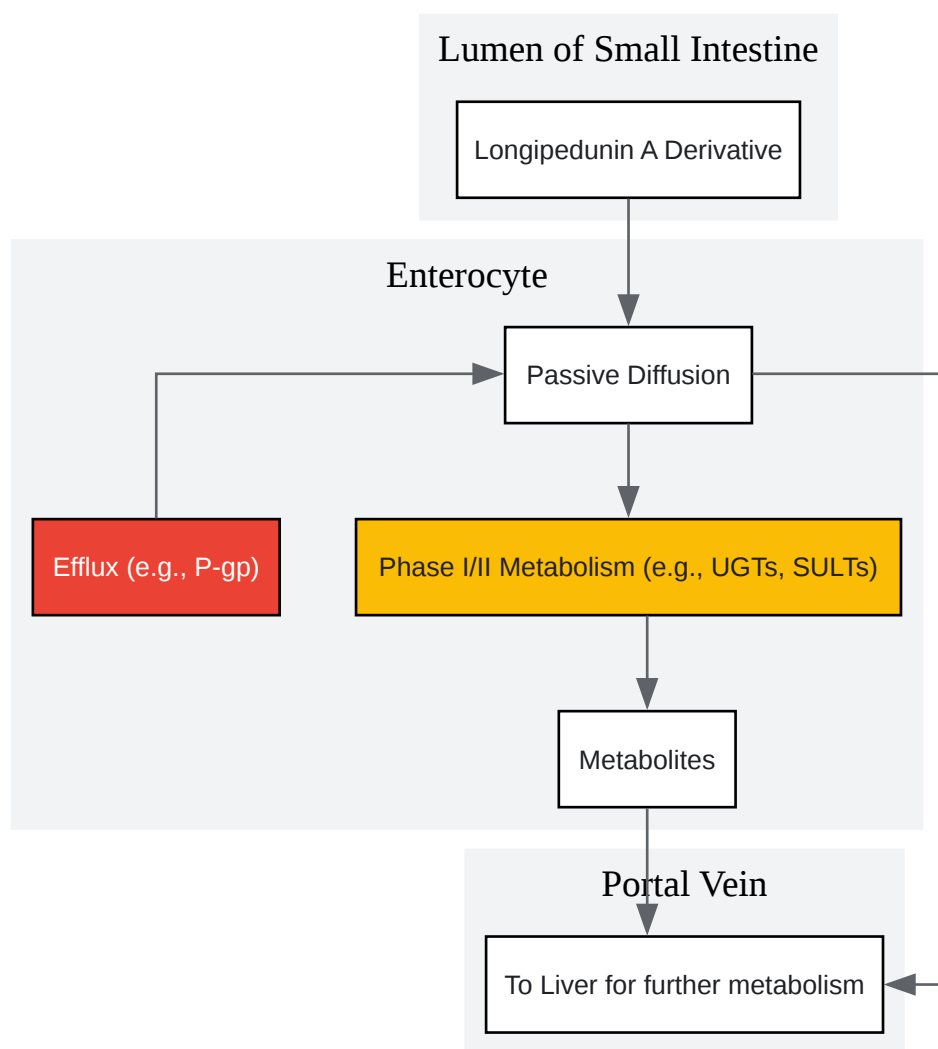 Lumen of Small Intestine
Longipedunin A Derivative
Enterocyte
Passive Diffusion
Efflux (e.g., P-gp)
Phase I/II Metabolism (e.g., UGTs, SULTs)
Metabolites
Portal Vein
To Liver for further metabolism